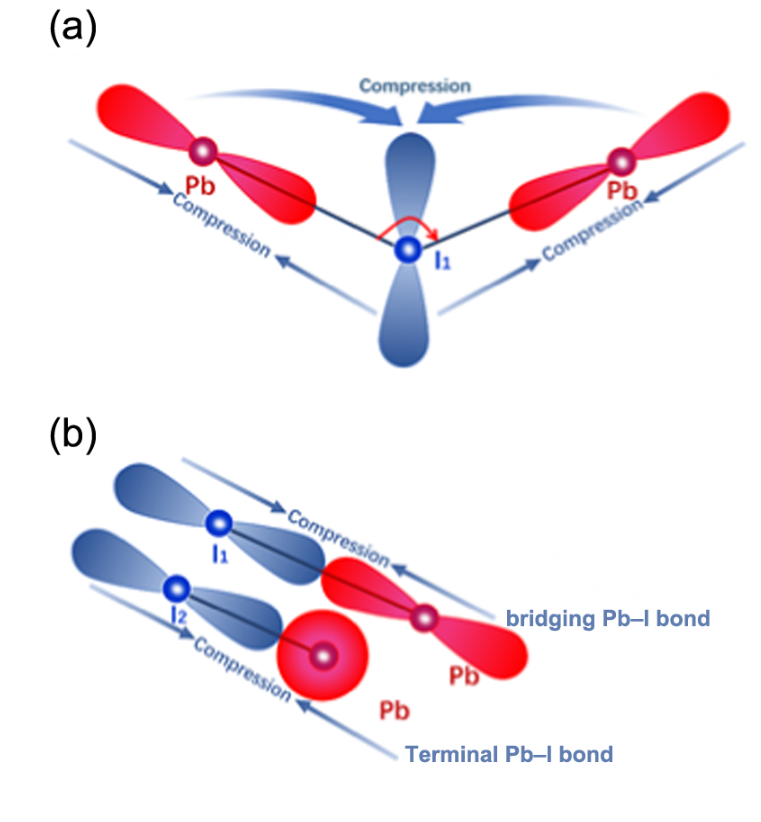 (a)
Compression
Pb
Pb
Compression
Compression
I₁
(b)
Compression
I₁
I₂
bridging Pb–I bond
Compression
Pb
Pb
Terminal Pb–I bond